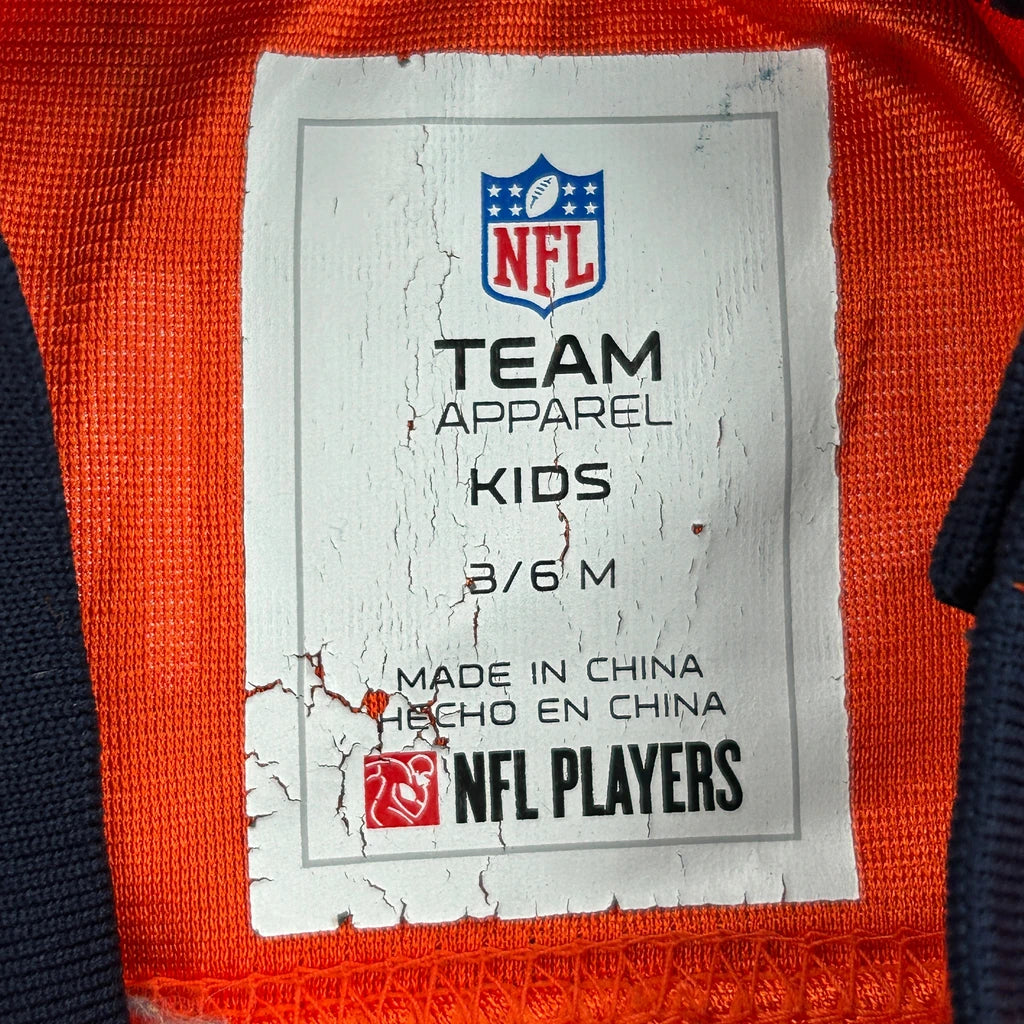 NFL
TEAM
APPAREL
KIDS
3/6 M
MADE IN CHINA
HECHO EN CHINA
NFL PLAYERS